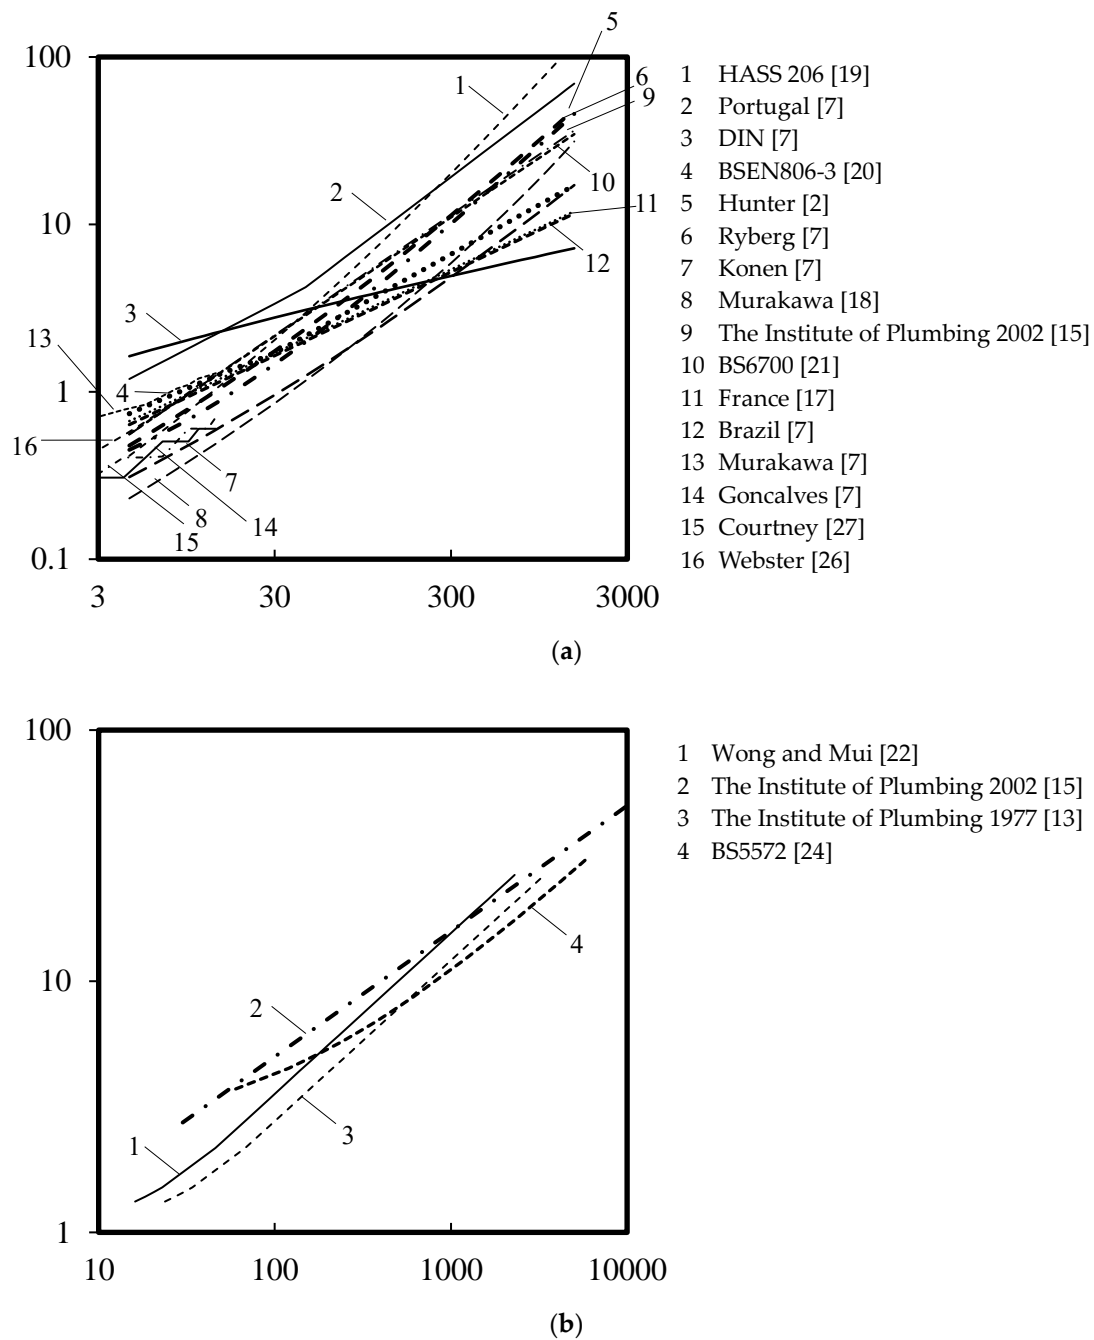 100
10
1
0.1
3
30
300
3000
1
2
3
4
5
6
9
10
11
12
13
16
7
8
15
14
1 HASS 206 [19]
2 Portugal [7]
3 DIN [7]
4 BSEN806-3 [20]
5 Hunter [2]
6 Ryberg [7]
7 Konen [7]
8 Murakawa [18]
9 The Institute of Plumbing 2002 [15]
10 BS6700 [21]
11 France [17]
12 Brazil [7]
13 Murakawa [7]
14 Goncalves [7]
15 Courtney [27]
16 Webster [26]
(a)
100
10
1
10
100
1000
10000
2
4
1
3
1 Wong and Mui [22]
2 The Institute of Plumbing 2002 [15]
3 The Institute of Plumbing 1977 [13]
4 BS5572 [24]
(b)